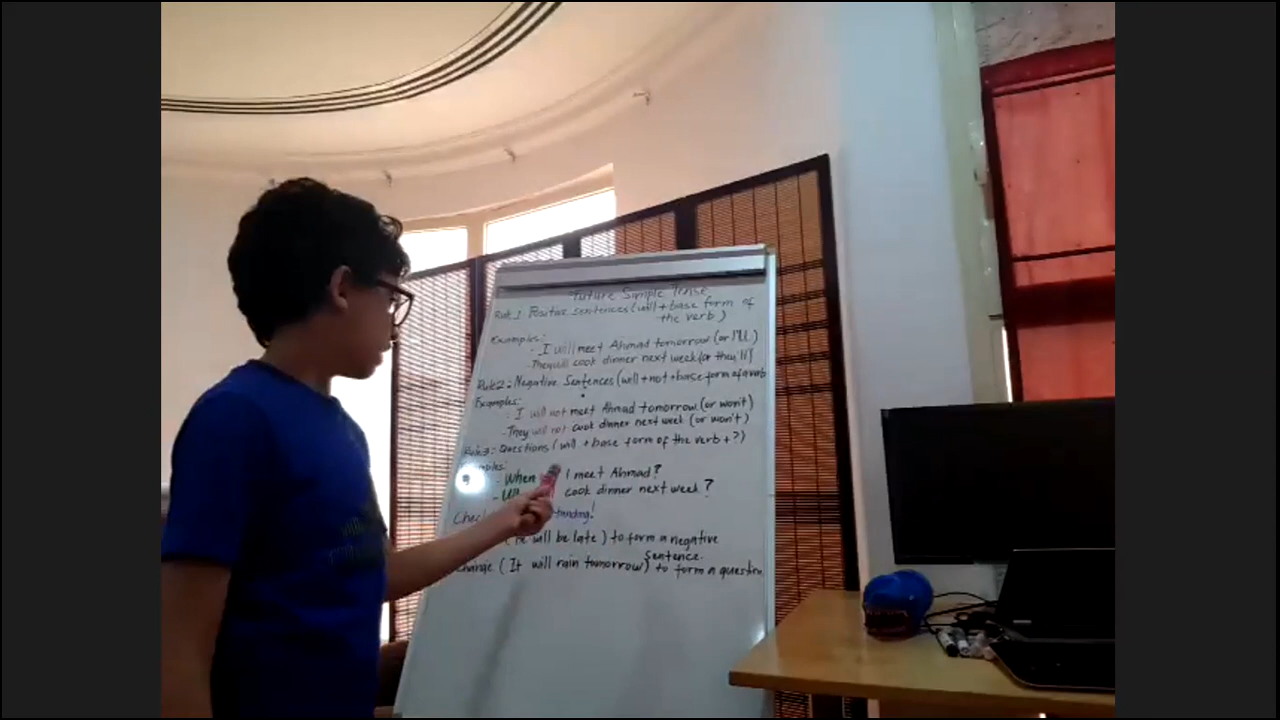 Future Simple Tense
Rule 1: Positive sentences (will + base form of
the verb)
Examples:
- I will meet Ahmad tomorrow (or I'll)
- They will cook dinner next week (or they'll)
Rule 2: Negative Sentences (will + not + base form of a verb
Examples:
- I will not meet Ahmad tomorrow (or won't)
- They will not cook dinner next week (or won't)
Rule 3: Questions (will + base form of the verb + ?)
- When I meet Ahmad?
- cook dinner next week?
Check
(He will be late) to form a negative
sentence.
change (It will rain tomorrow) to form a question